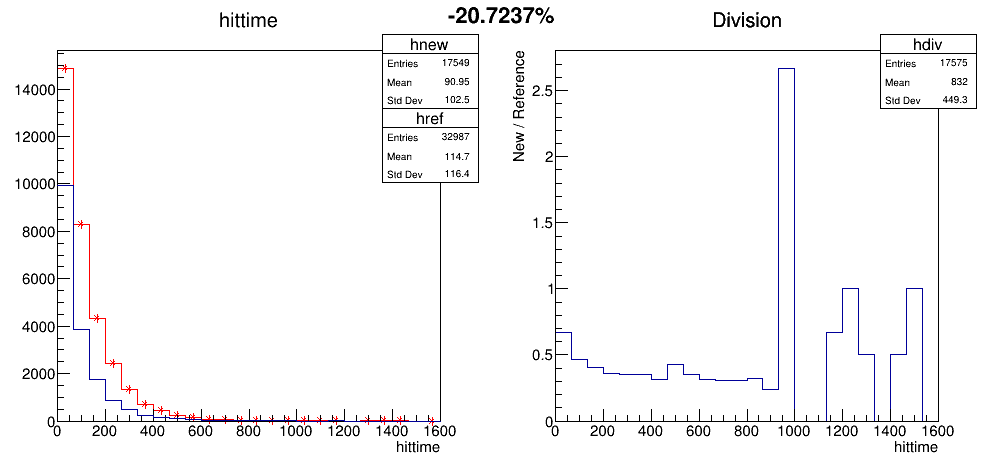 -20.7237%
hittime
hnew
Entries 17549
Mean 90.95
Std Dev 102.5
href
Entries 32987
Mean 114.7
Std Dev 116.4
14000
12000
10000
8000
6000
4000
2000
0
0 200 400 600 800 1000 1200 1400 1600
hittime
Division
hdiv
Entries 17575
Mean 832
Std Dev 449.3
New / Reference
2.5
2
1.5
1
0.5
0
0 200 400 600 800 1000 1200 1400 1600
hittime